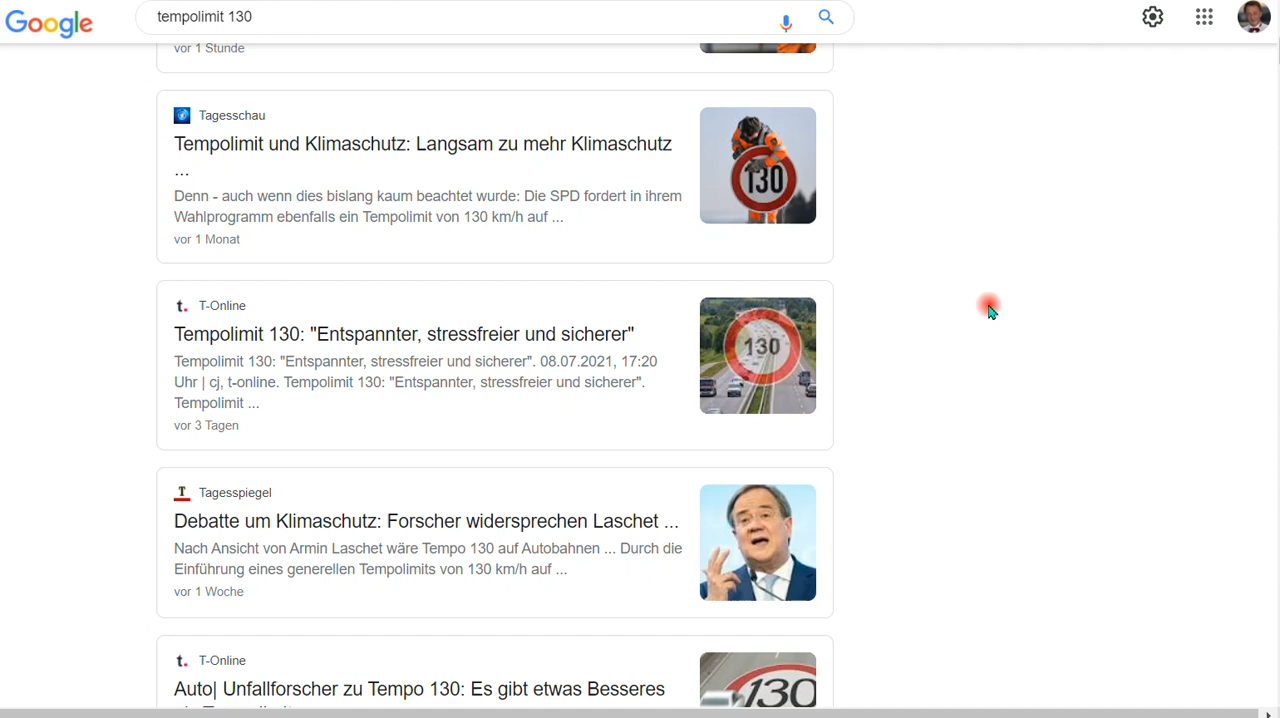 Google
tempolimit 130
vor 1 Stunde
Tagesschau
Tempolimit und Klimaschutz: Langsam zu mehr Klimaschutz
...
Denn - auch wenn dies bislang kaum beachtet wurde: Die SPD fordert in ihrem
Wahlprogramm ebenfalls ein Tempolimit von 130 km/h auf ...
vor 1 Monat
130
t. T-Online
Tempolimit 130: "Entspannter, stressfreier und sicherer"
Tempolimit 130: "Entspannter, stressfreier und sicherer". 08.07.2021, 17:20
Uhr | cj, t-online. Tempolimit 130: "Entspannter, stressfreier und sicherer".
Tempolimit ...
vor 3 Tagen
130
T Tagesspiegel
Debatte um Klimaschutz: Forscher widersprechen Laschet ...
Nach Ansicht von Armin Laschet wäre Tempo 130 auf Autobahnen ... Durch die
Einführung eines generellen Tempolimits von 130 km/h auf ...
vor 1 Woche
t. T-Online
Auto| Unfallforscher zu Tempo 130: Es gibt etwas Besseres
130